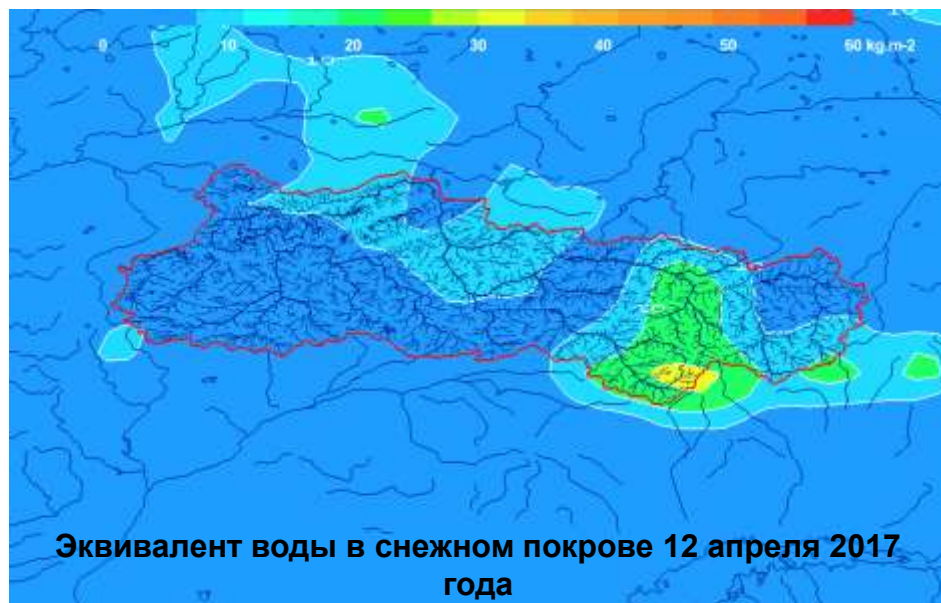 0 10 20 30 40 50 60 kg.m-2
Эквивалент воды в снежном покрове 12 апреля 2017
года